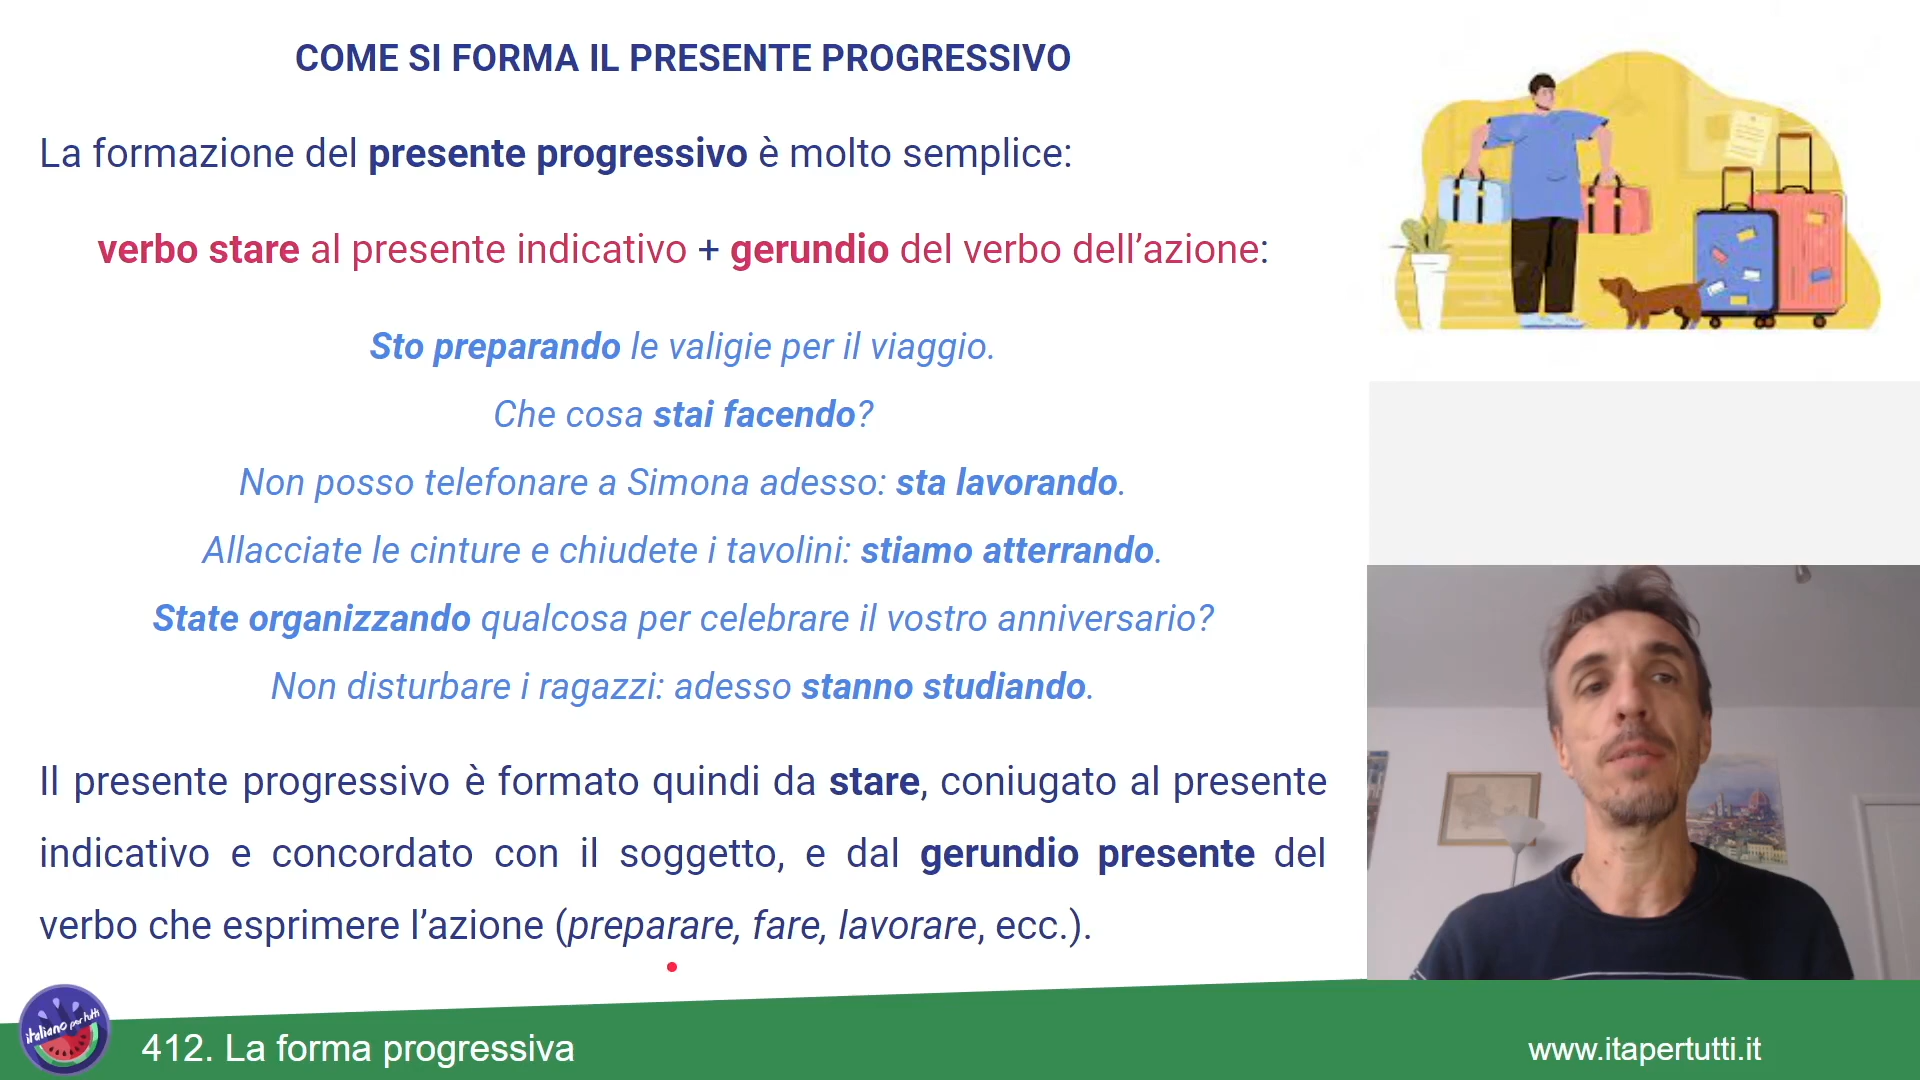 COME SI FORMA IL PRESENTE PROGRESSIVO
La formazione del presente progressivo è molto semplice:
verbo stare al presente indicativo + gerundio del verbo dell’azione:
Sto preparando le valigie per il viaggio.
Che cosa stai facendo?
Non posso telefonare a Simona adesso: sta lavorando.
Allacciate le cinture e chiudete i tavolini: stiamo atterrando.
State organizzando qualcosa per celebrare il vostro anniversario?
Non disturbare i ragazzi: adesso stanno studiando.
Il presente progressivo è formato quindi da stare, coniugato al presente
indicativo e concordato con il soggetto, e dal gerundio presente del
verbo che esprimere l’azione (preparare, fare, lavorare, ecc.).
italiano per tutti
412. La forma progressiva
www.itapertutti.it